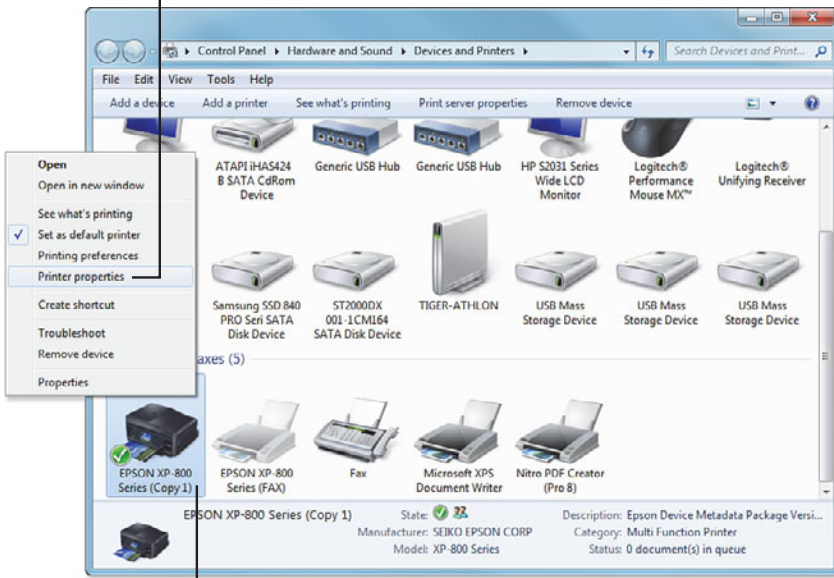 Control Panel ▸ Hardware and Sound ▸ Devices and Printers ▸
Search Devices and Print...
File Edit View Tools Help
Add a device Add a printer See what's printing Print server properties Remove device
ATAPI iHAS424
B SATA CdRom
Device
Generic USB Hub
Generic USB Hub
HP S2031 Series
Wide LCD
Monitor
Logitech®
Performance
Mouse MX™
Logitech®
Unifying Receiver
Open
Open in new window
See what's printing
Set as default printer
Printing preferences
Printer properties
Create shortcut
Troubleshoot
Remove device
Properties
Samsung SSD 840
PRO Seri SATA
Disk Device
ST2000DX
001-1CM164
SATA Disk Device
TIGER-ATHLON
USB Mass
Storage Device
USB Mass
Storage Device
USB Mass
Storage Device
axes (5)
EPSON XP-800
Series (Copy 1)
EPSON XP-800
Series (FAX)
Fax
Microsoft XPS
Document Writer
Nitro PDF Creator
(Pro 8)
EPSON XP-800 Series (Copy 1) State: Description: Epson Device Metadata Package Versi...
Manufacturer: SEIKO EPSON CORP Category: Multi Function Printer
Model: XP-800 Series Status: 0 document(s) in queue